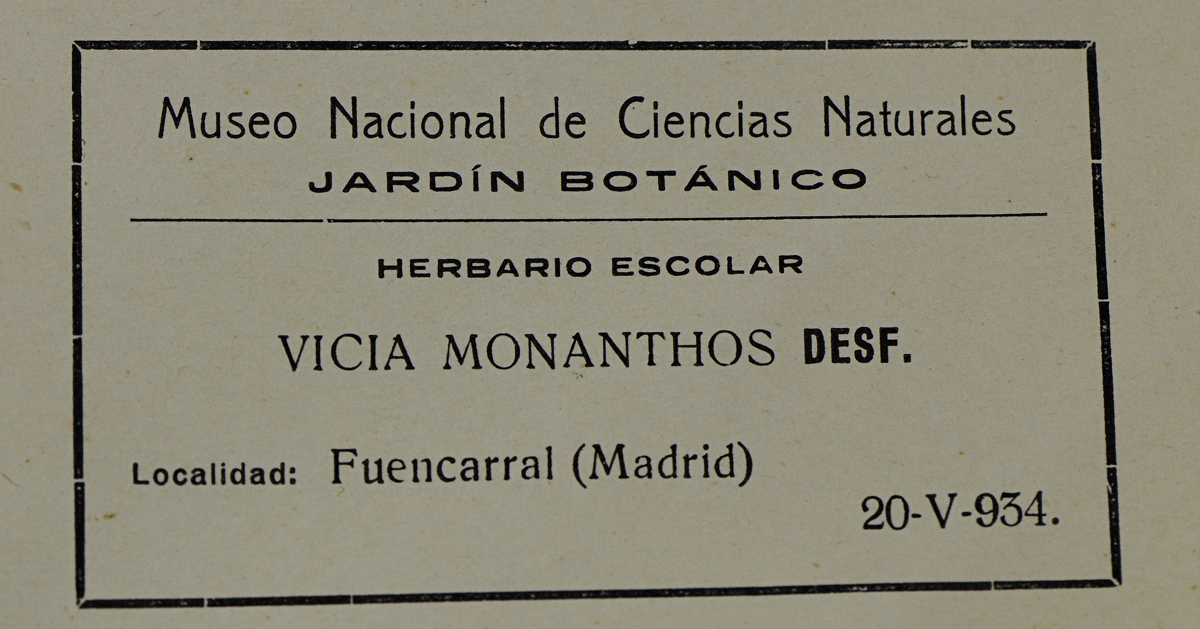 Museo Nacional de Ciencias Naturales
JARDÍN BOTÁNICO
HERBARIO ESCOLAR
VICIA MONANTHOS DESF.
Localidad: Fuencarral (Madrid)
20-V-934.